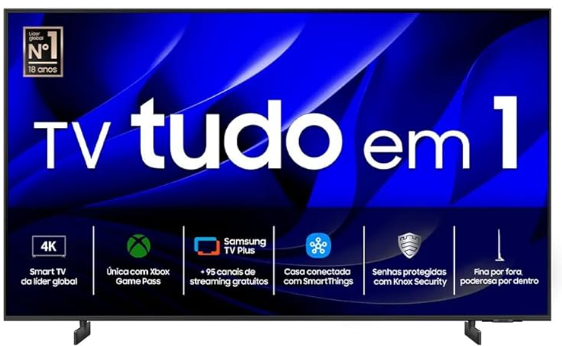 Líder
global
Nº1
18 anos
TV tudo em 1
4K
Smart TV
da líder global
Única com Xbox
Game Pass
Samsung
TV Plus
+ 95 canais de
streaming gratuitos
Casa conectada
com SmartThings
Senhas protegidas
com Knox Security
Fina por fora,
poderosa por dentro